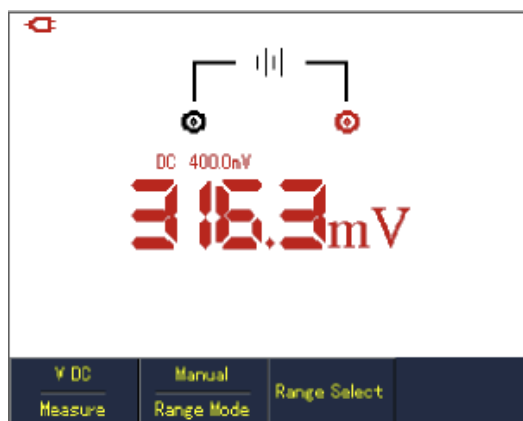 DC 400.0mV
316.3mV
V DC Manual
Range Select
Measure Range Mode